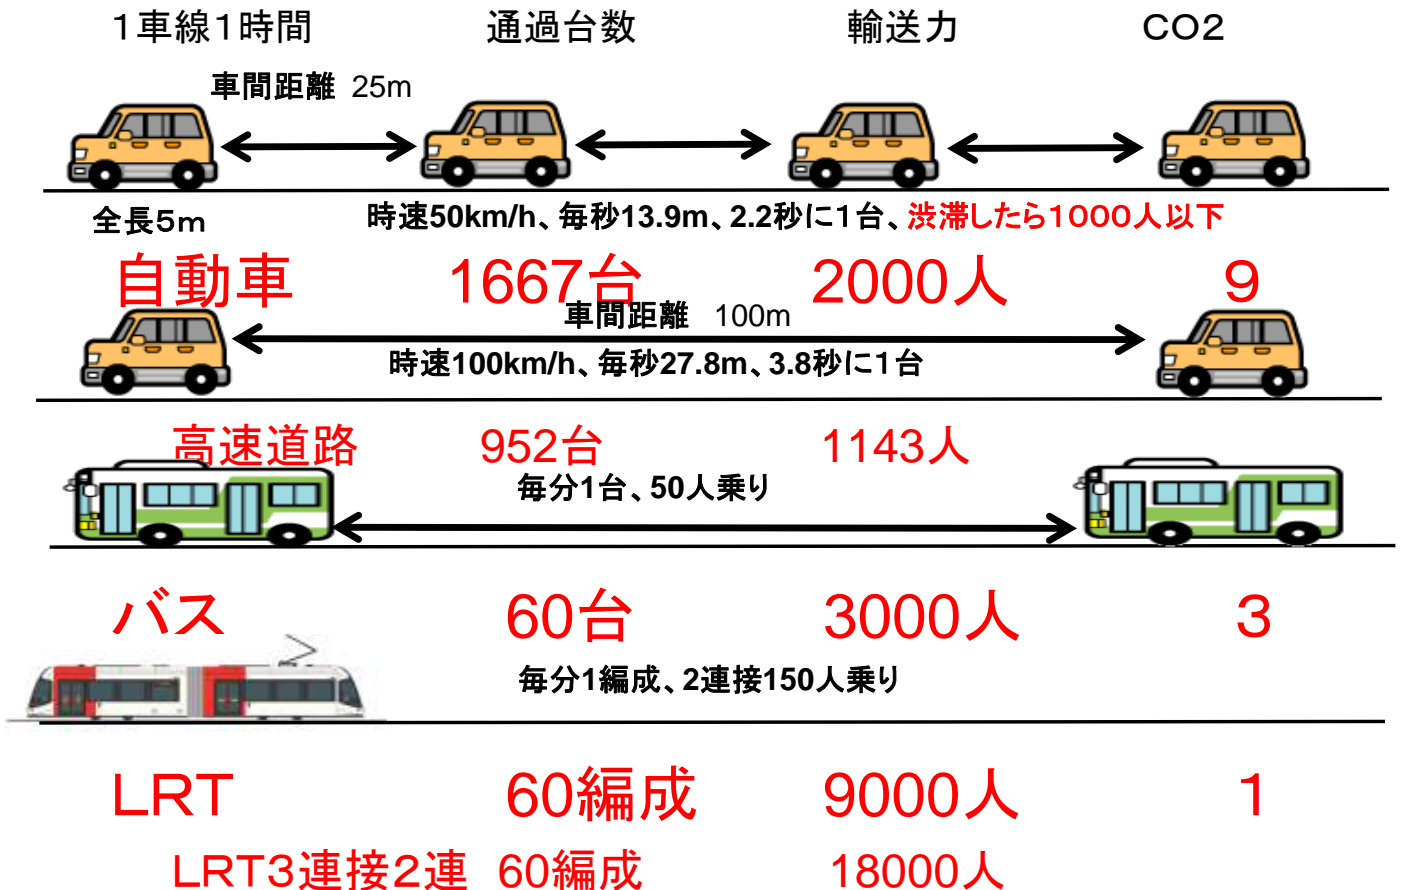 1車線1時間 通過台数 輸送力 CO2
車間距離 25m
全長5m 時速50km/h、毎秒13.9m、2.2秒に1台、渋滞したら1000人以下
自動車 1667台 2000人 9
車間距離 100m
時速100km/h、毎秒27.8m、3.8秒に1台
高速道路 952台 1143人
毎分1台、50人乗り
バス 60台 3000人 3
毎分1編成、2連接150人乗り
LRT 60編成 9000人 1
LRT3連接2連 60編成 18000人